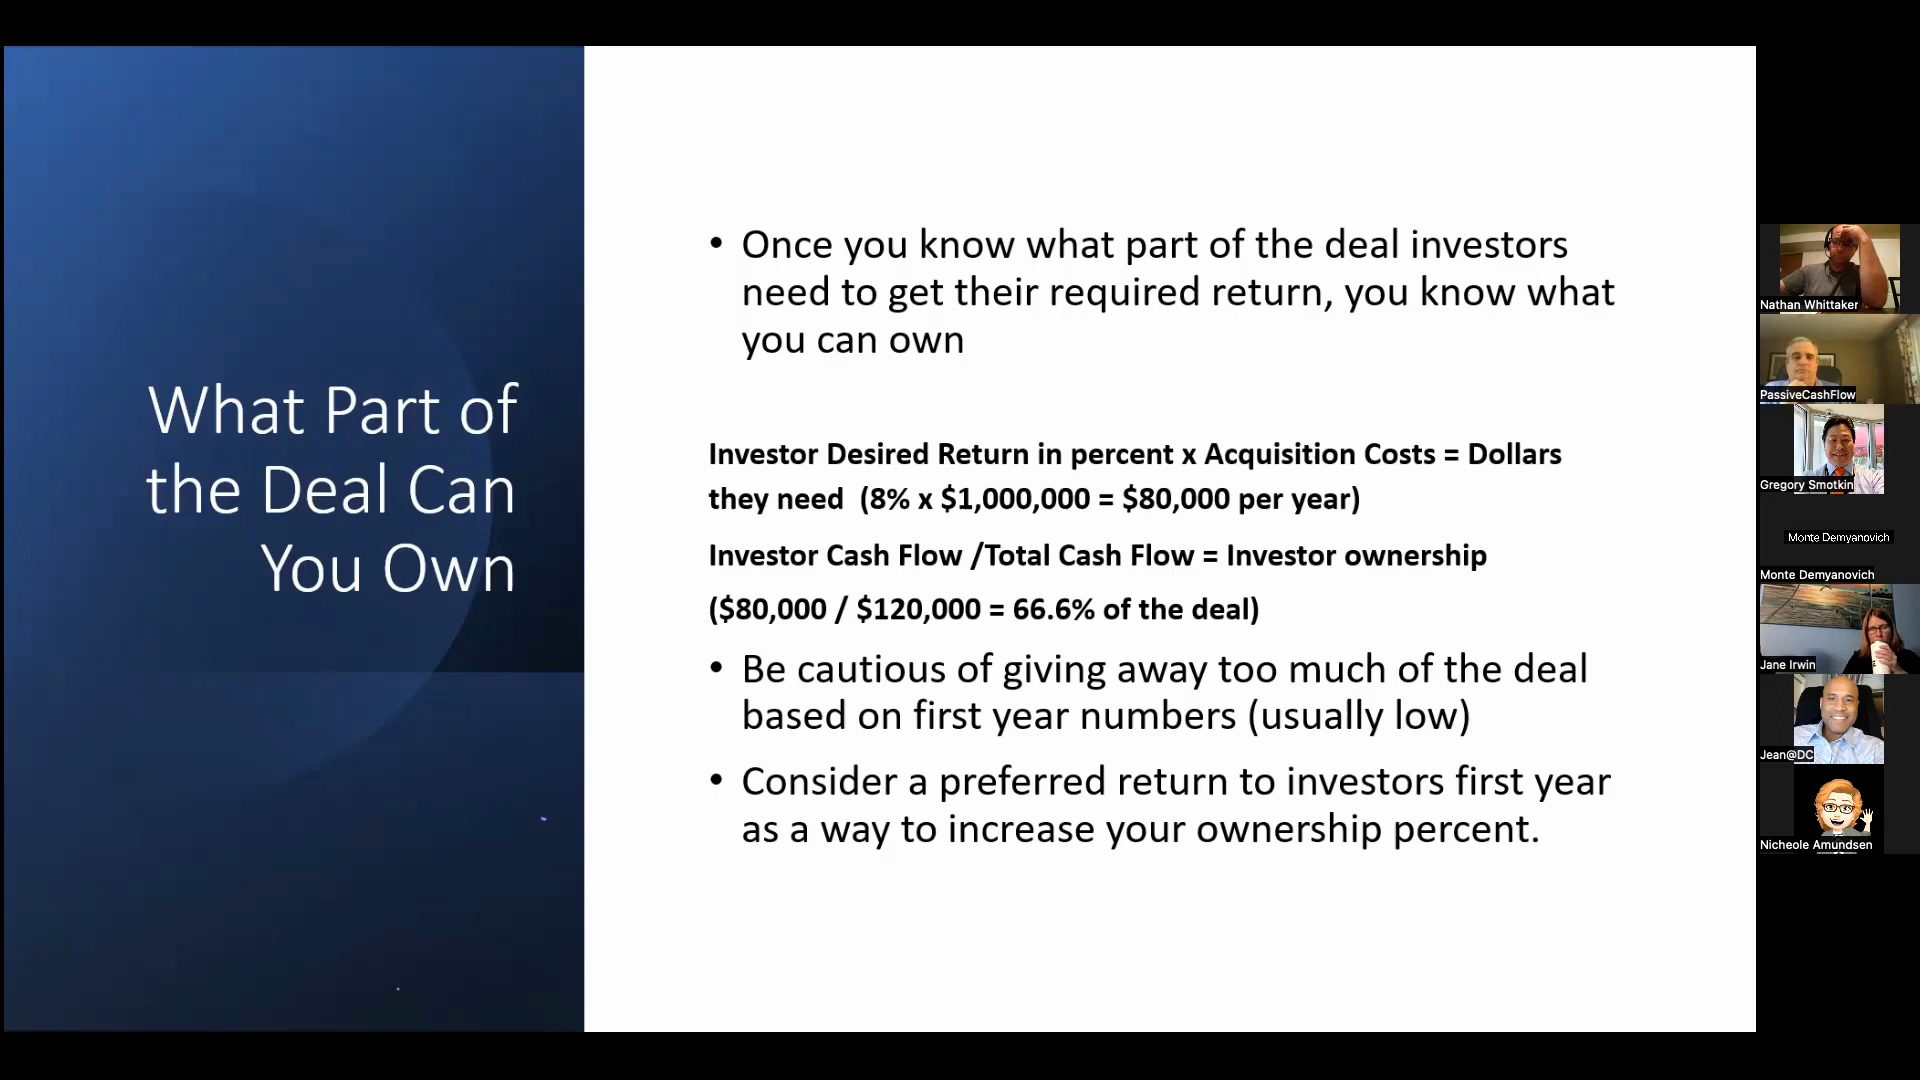 What Part of
the Deal Can
You Own
• Once you know what part of the deal investors
need to get their required return, you know what
you can own
Investor Desired Return in percent x Acquisition Costs = Dollars
they need (8% x $1,000,000 = $80,000 per year)
Investor Cash Flow /Total Cash Flow = Investor ownership
($80,000 / $120,000 = 66.6% of the deal)
• Be cautious of giving away too much of the deal
based on first year numbers (usually low)
• Consider a preferred return to investors first year
as a way to increase your ownership percent.
Nathan Whittaker
PassiveCashFlow
Gregory Smotkin
Monte Demyanovich
Monte Demyanovich
Jane Irwin
Jean@DC
Nicheole Amundsen